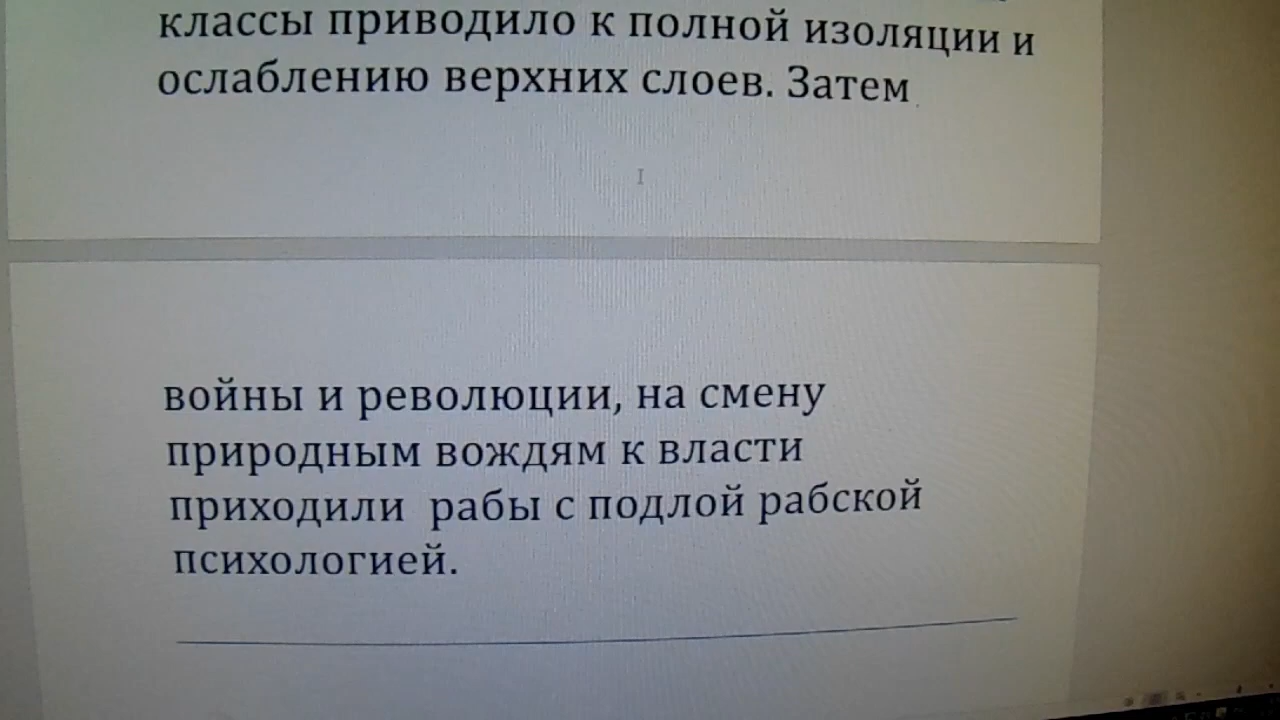 классы приводило к полной изоляции и
ослаблению верхних слоев. Затем
войны и революции, на смену
природным вождям к власти
приходили рабы с подлой рабской
психологией.